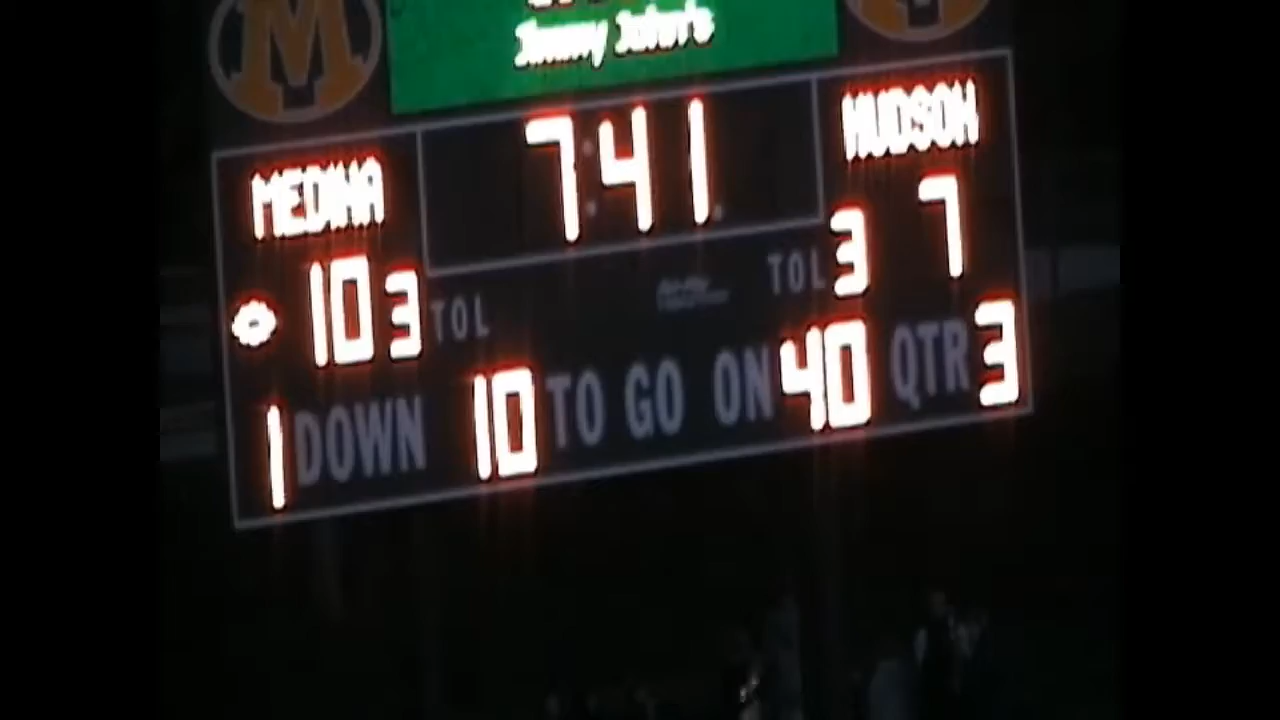 M
Jimmy John's
MEDINA 7:41 HUDSON
10 3 TOL TOL 3 7
1 DOWN 10 TO GO ON 40 QTR 3